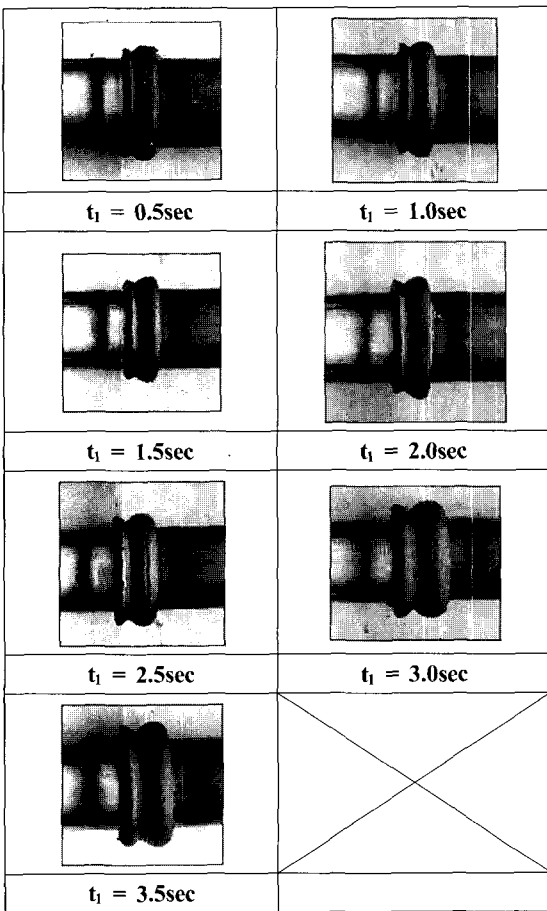 t₁ = 0.5sec
t₁ = 1.0sec
t₁ = 1.5sec
t₁ = 2.0sec
t₁ = 2.5sec
t₁ = 3.0sec
t₁ = 3.5sec